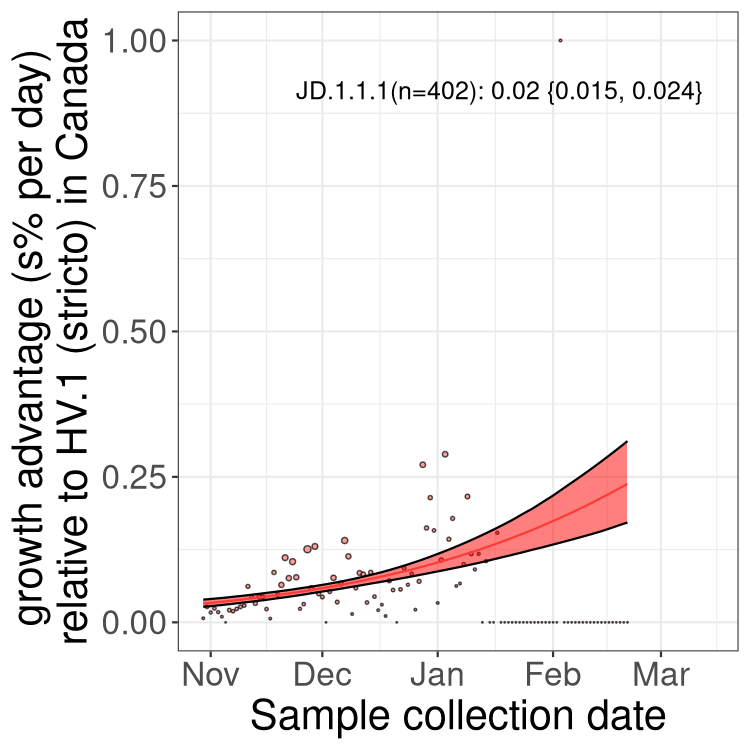 growth advantage (s% per day)
relative to HV.1 (stricto) in Canada
1.00
JD.1.1.1(n=402): 0.02 {0.015, 0.024}
0.75
0.50
0.25
0.00
Nov Dec Jan Feb Mar
Sample collection date